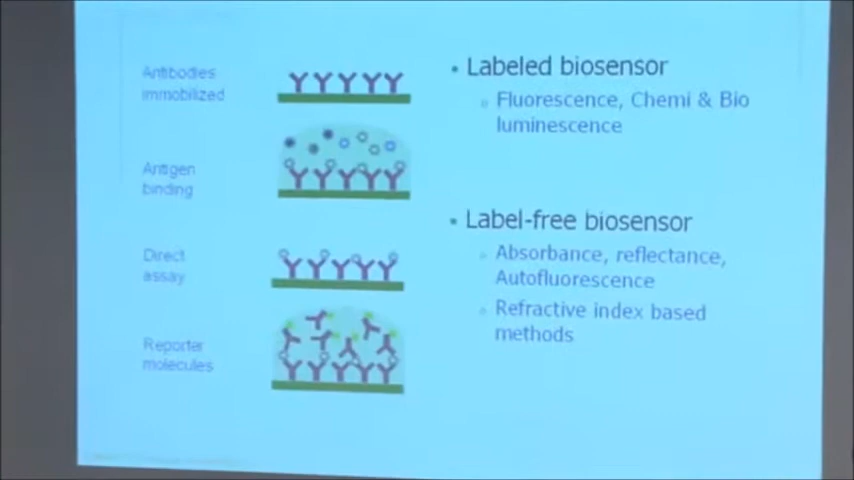 Antibodies
immobilized
Antigen
binding
Direct
assay
Reporter
molecules
• Labeled biosensor
» Fluorescence, Chemi & Bio
luminescence
• Label-free biosensor
» Absorbance, reflectance,
Autofluorescence
» Refractive index based
methods